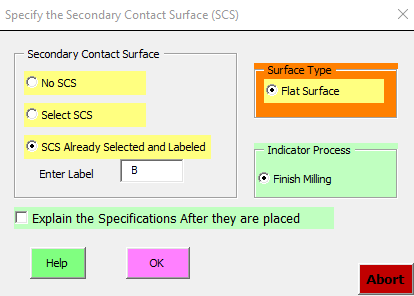 Specify the Secondary Contact Surface (SCS)
Secondary Contact Surface
No SCS
Select SCS
SCS Already Selected and Labeled
Enter Label B
Surface Type
Flat Surface
Indicator Process
Finish Milling
Explain the Specifications After they are placed
Help
OK
Abort